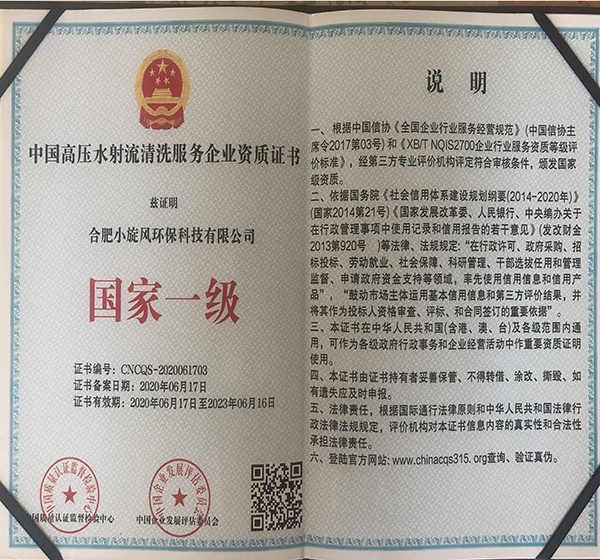 中国高压水射流清洗服务企业资质证书
兹证明
合肥小旋风环保科技有限公司
国家一级
证书编号：CNCQS-2020061703
证书备案日期：2020年06月17日
证书有效期：2020年06月17日至2023年06月16日
中国质量认证监督检验中心
国质量认证监督检验中心
中国企业发展评估委员会
中国企业发展评估委员会
说 明
一、根据中国信协《全国企业行业服务经营规范》(中国信协主
席令2017第03号) 和《XB/T NQIS2700企业行业服务资质等级评
价标准》，经第三方专业评价机构评定符合审核条件，颁发国家
级资质。
二、依据国务院《社会信用体系建设规划纲要(2014-2020年)》
(国家2014第21号)《国家发展改革委、人民银行、中央编办关于
在行政管理事项中使用记录和信用报告的若干意见》(发改财金
2013第920号 )等法律、法规规定：“在行政许可、政府采购、招
标投标、劳动就业、社会保障、科研管理、干部选拔任用和管理
监督、申请政府资金支持等领域，率先使用信用信息和信用
产品”，“鼓动市场主体运用基本信用信息和第三方评价结果，并
将其作为投标人资格审查、评标、和合同签订的重要依据”。
三、本证书在中华人民共和国(含港、澳、台)及各级范围内通
用，可作为各级政府行政事务和企业经营活动中作重要资质证明
使用。
四、本证书由证书持有者妥善保管、不得转借、涂改、撕毁、如
有遗失应及时申报。
五、法律责任，根据国际通行法律原则和中华人民共和国法律行
政法律法规规定，评价机构对本证书信息内容的真实性和合法性
承担法律责任。
六、登陆官方网站: www.chinacqs315.org查询、验证真伪。